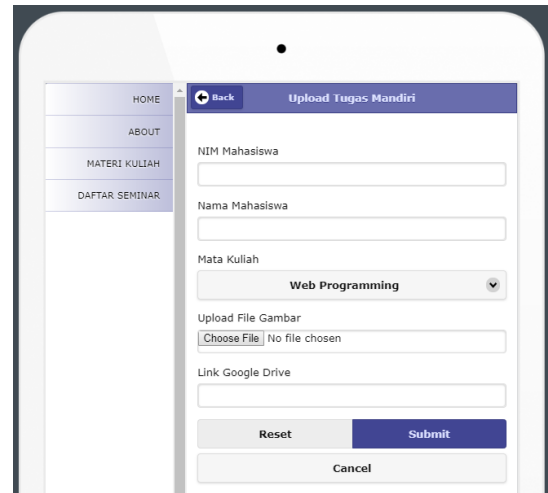 HOME
ABOUT
MATERI KULIAH
DAFTAR SEMINAR
Back
Upload Tugas Mandiri
NIM Mahasiswa
Nama Mahasiswa
Mata Kuliah
Web Programming
Upload File Gambar
Choose File No file chosen
Link Google Drive
Reset Submit
Cancel